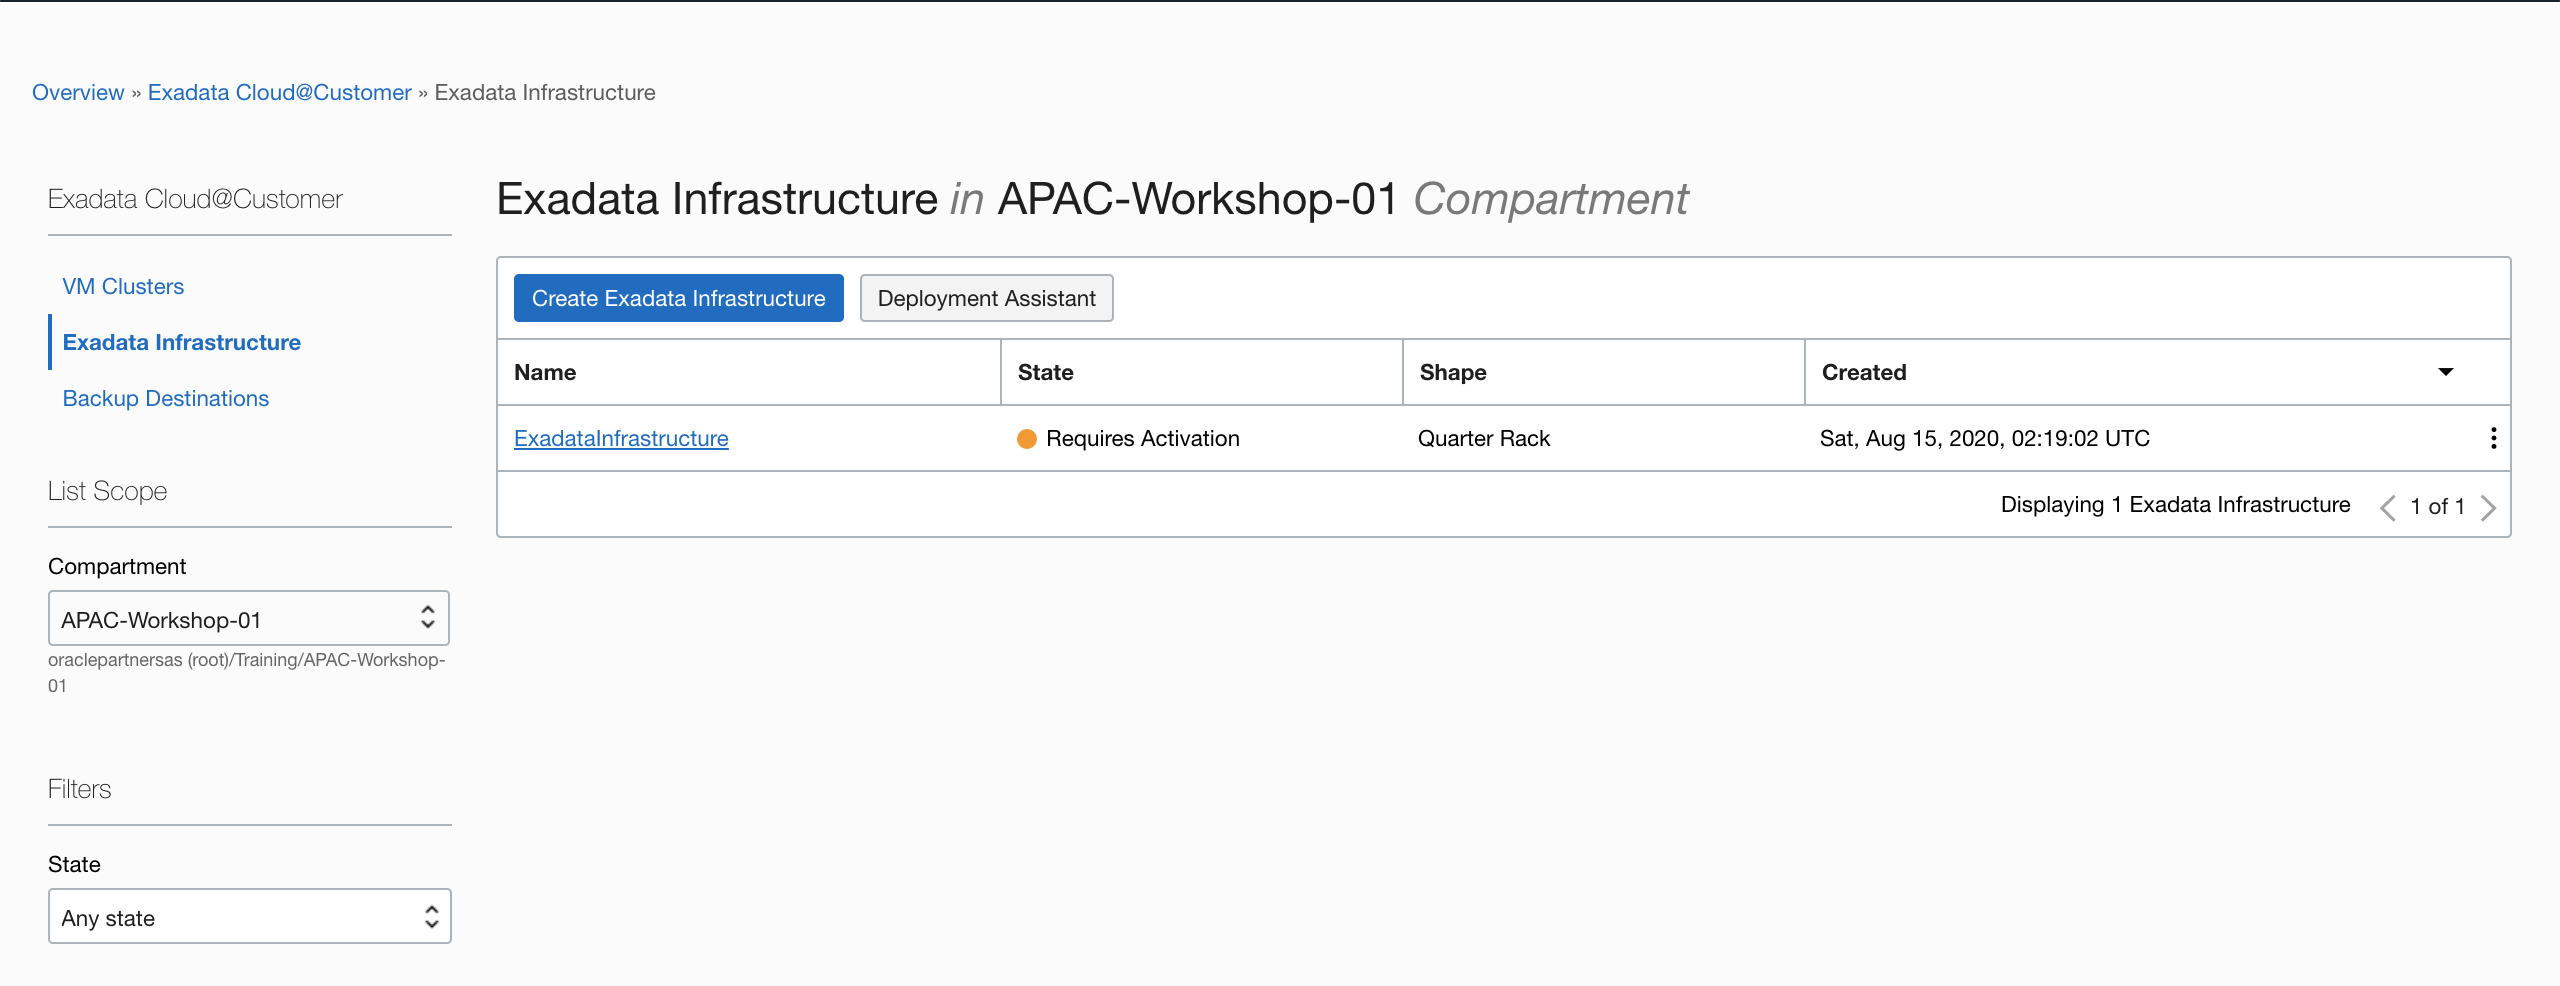 Overview » Exadata Cloud@Customer » Exadata Infrastructure
Exadata Cloud@Customer
VM Clusters
Exadata Infrastructure
Backup Destinations
List Scope
Compartment
APAC-Workshop-01
oraclepartnersas (root)/Training/APAC-Workshop-
01
Filters
State
Any state
Exadata Infrastructure in APAC-Workshop-01 Compartment
Create Exadata Infrastructure Deployment Assistant
Name State Shape Created
ExadataInfrastructure Requires Activation Quarter Rack Sat, Aug 15, 2020, 02:19:02 UTC
Displaying 1 Exadata Infrastructure 1 of 1